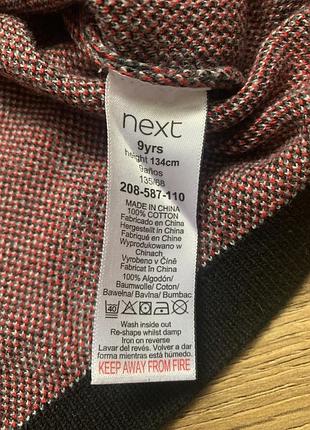 next
9yrs
height 134cm
9años
135/68
208-587-110
MADE IN CHINA
100% COTTON
Fabricado en China
Hergestellt in China
Fabriqué en Chine
Wyprodukowano w
Chinach
Vyrobeno v Číně
Fabricat în China
100% Algodón/
Baumwolle/ Coton/
Bawełna/ Bavlna/ Bumbac
40
Wash inside out
Re-shape whilst damp
Iron on reverse
Lavar del revés. Volver a dar
forma mientras está húmedo.
KEEP AWAY FROM FIRE